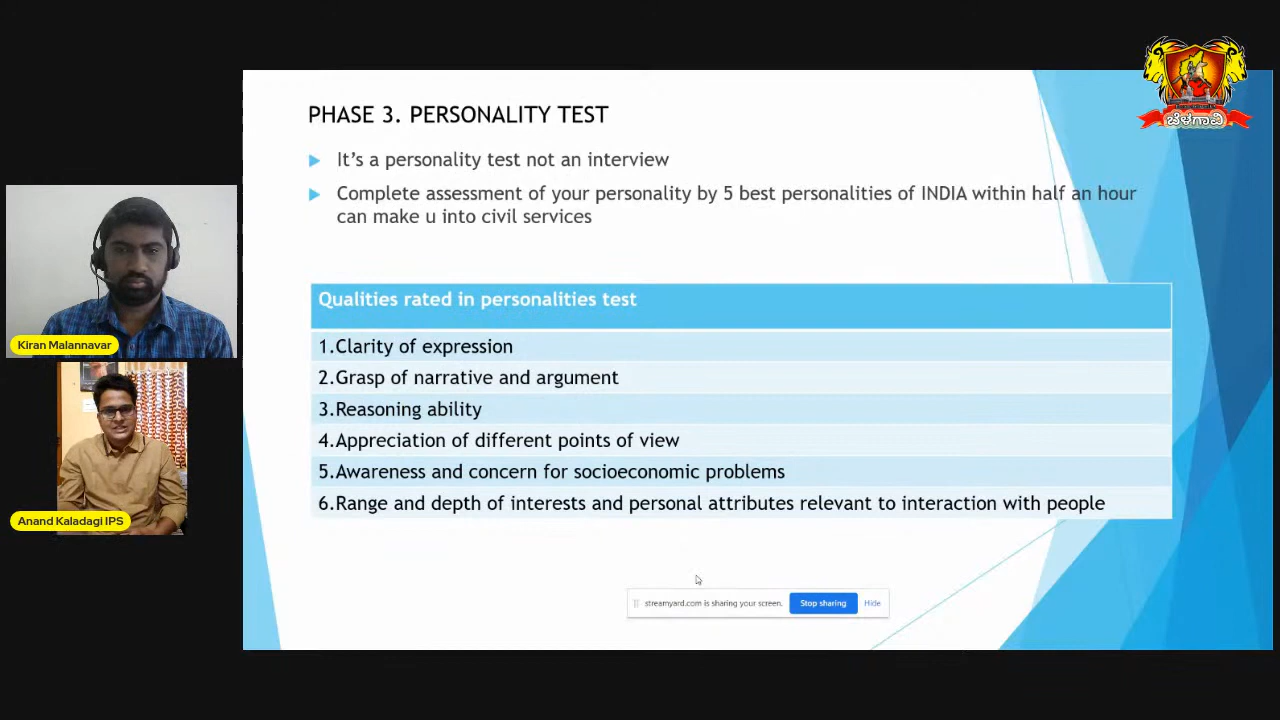 PHASE 3. PERSONALITY TEST
It's a personality test not an interview
Complete assessment of your personality by 5 best personalities of INDIA within half an hour
can make u into civil services
Qualities rated in personalities test
1.Clarity of expression
2.Grasp of narrative and argument
3.Reasoning ability
4.Appreciation of different points of view
5.Awareness and concern for socioeconomic problems
6.Range and depth of interests and personal attributes relevant to interaction with people
streamyard.com is sharing your screen.
Stop sharing
Hide
Kiran Malannavar
Anand Kaladagi IPS
ಬೆಳಗಾವಿ